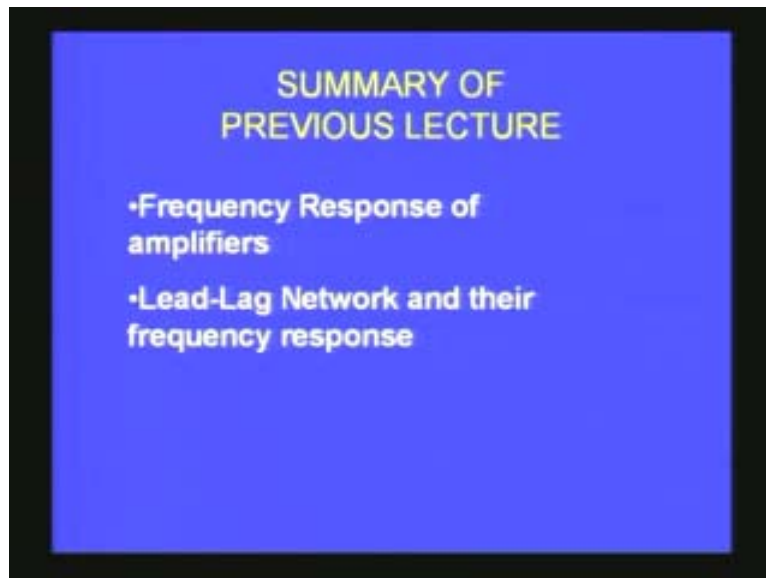 SUMMARY OF
PREVIOUS LECTURE
•Frequency Response of
amplifiers
•Lead-Lag Network and their
frequency response